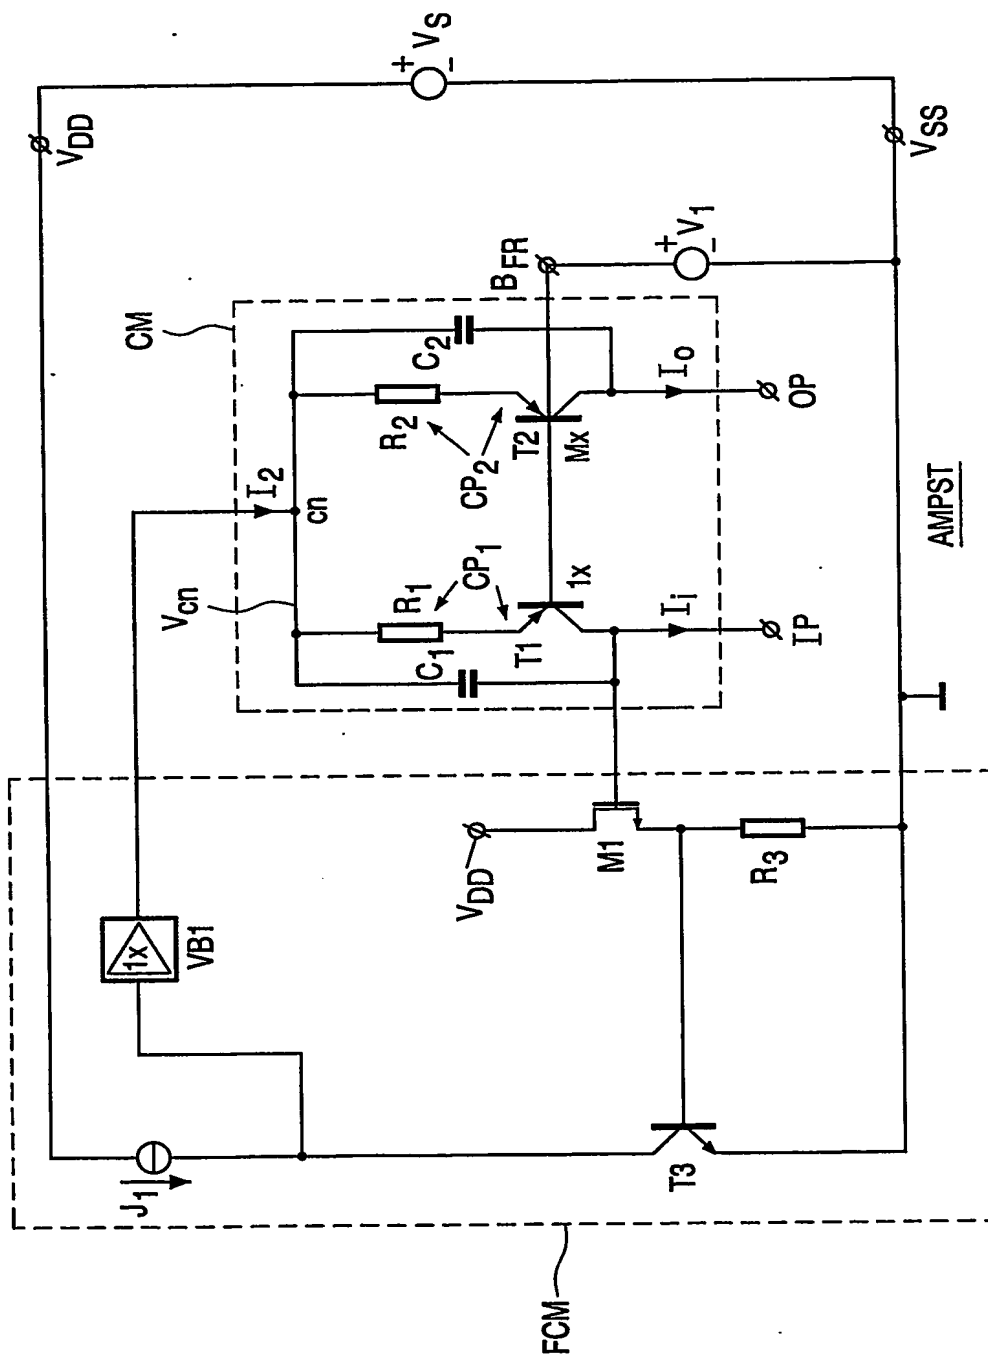 VDD
VS
+
-
VSS
J1
1x
VB1
I2
CM
Vcn
cn
C1
R1
CP1
T1
1x
R2
C2
CP2
T2
Mx
BFR
+
-
V1
Ii
IP
Io
OP
VDD
M1
R3
T3
FCM
AMPST